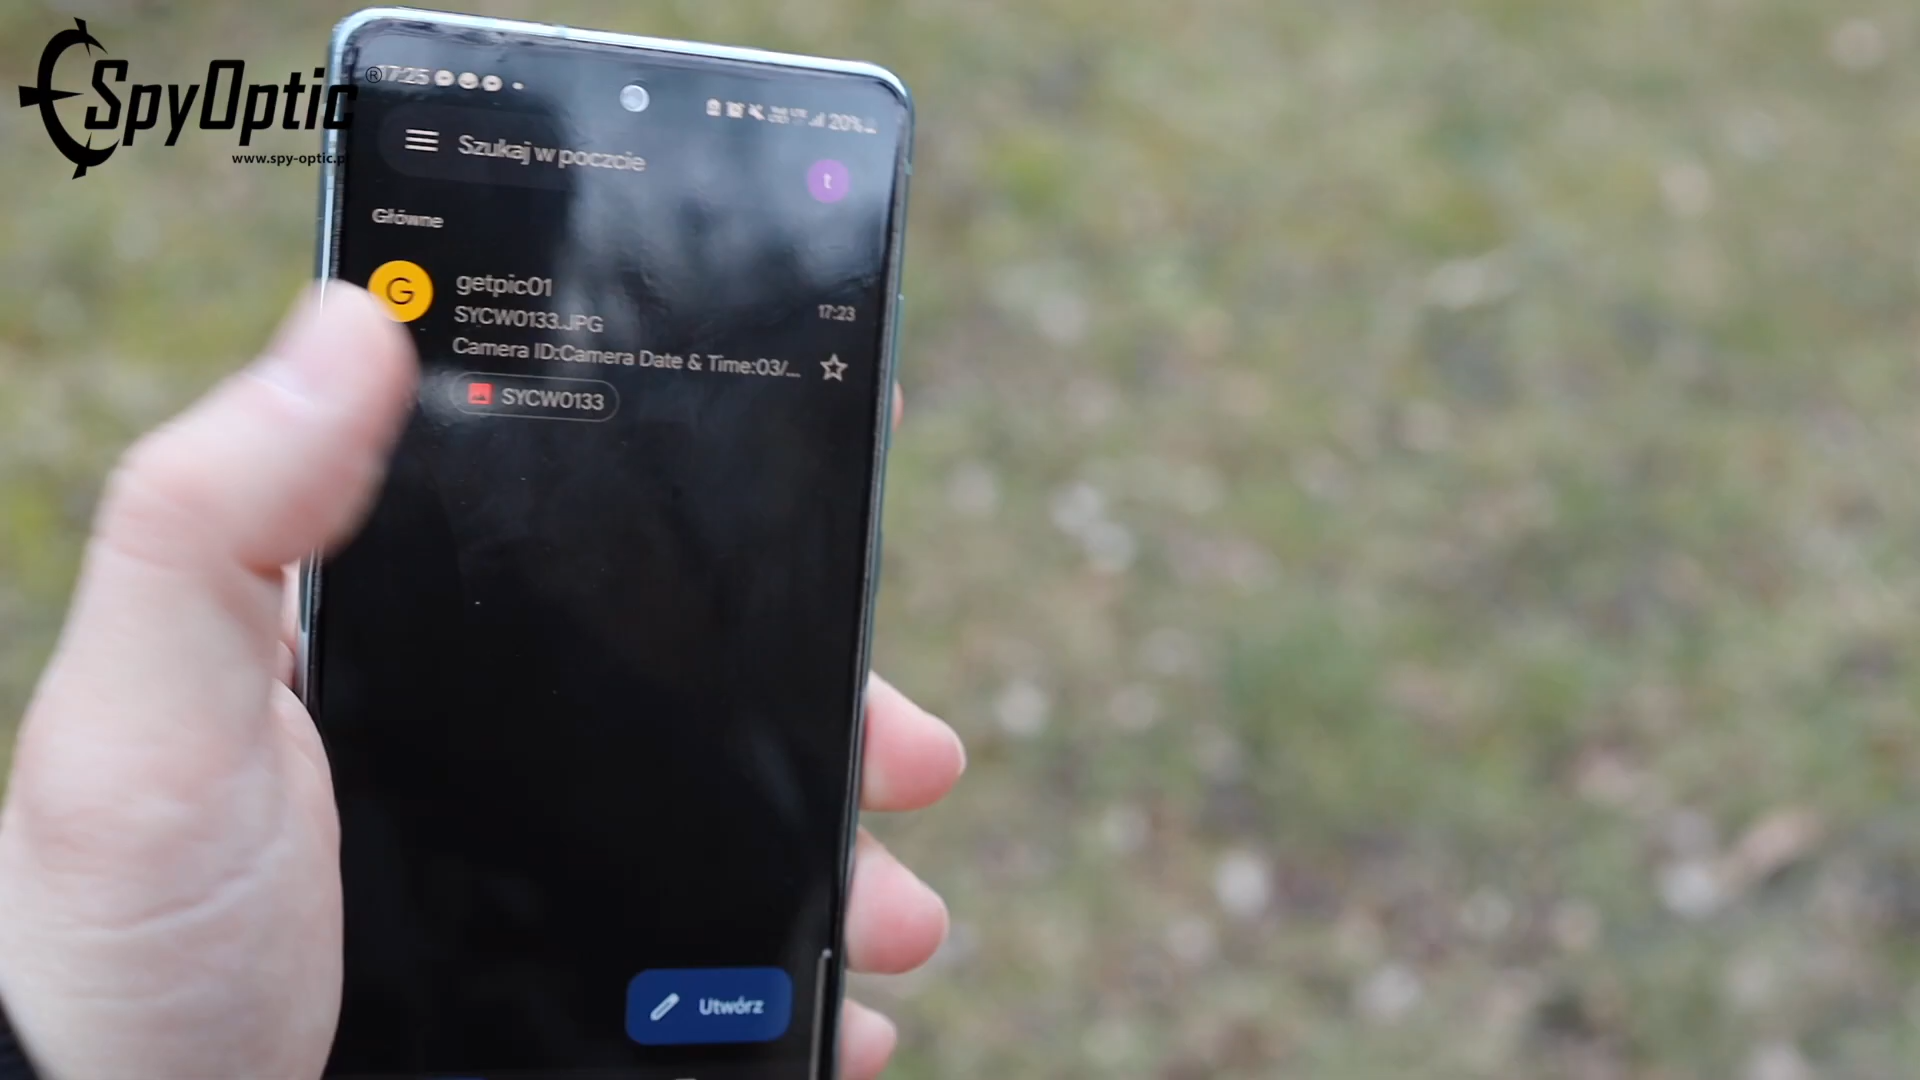 SpyOptic®
www.spy-optic.p
17:25
20%
Szukaj w poczcie
t
Główne
G
getpic01
17:23
SYCW0133.JPG
Camera ID:Camera Date & Time:03/...
SYCW0133
Utwórz